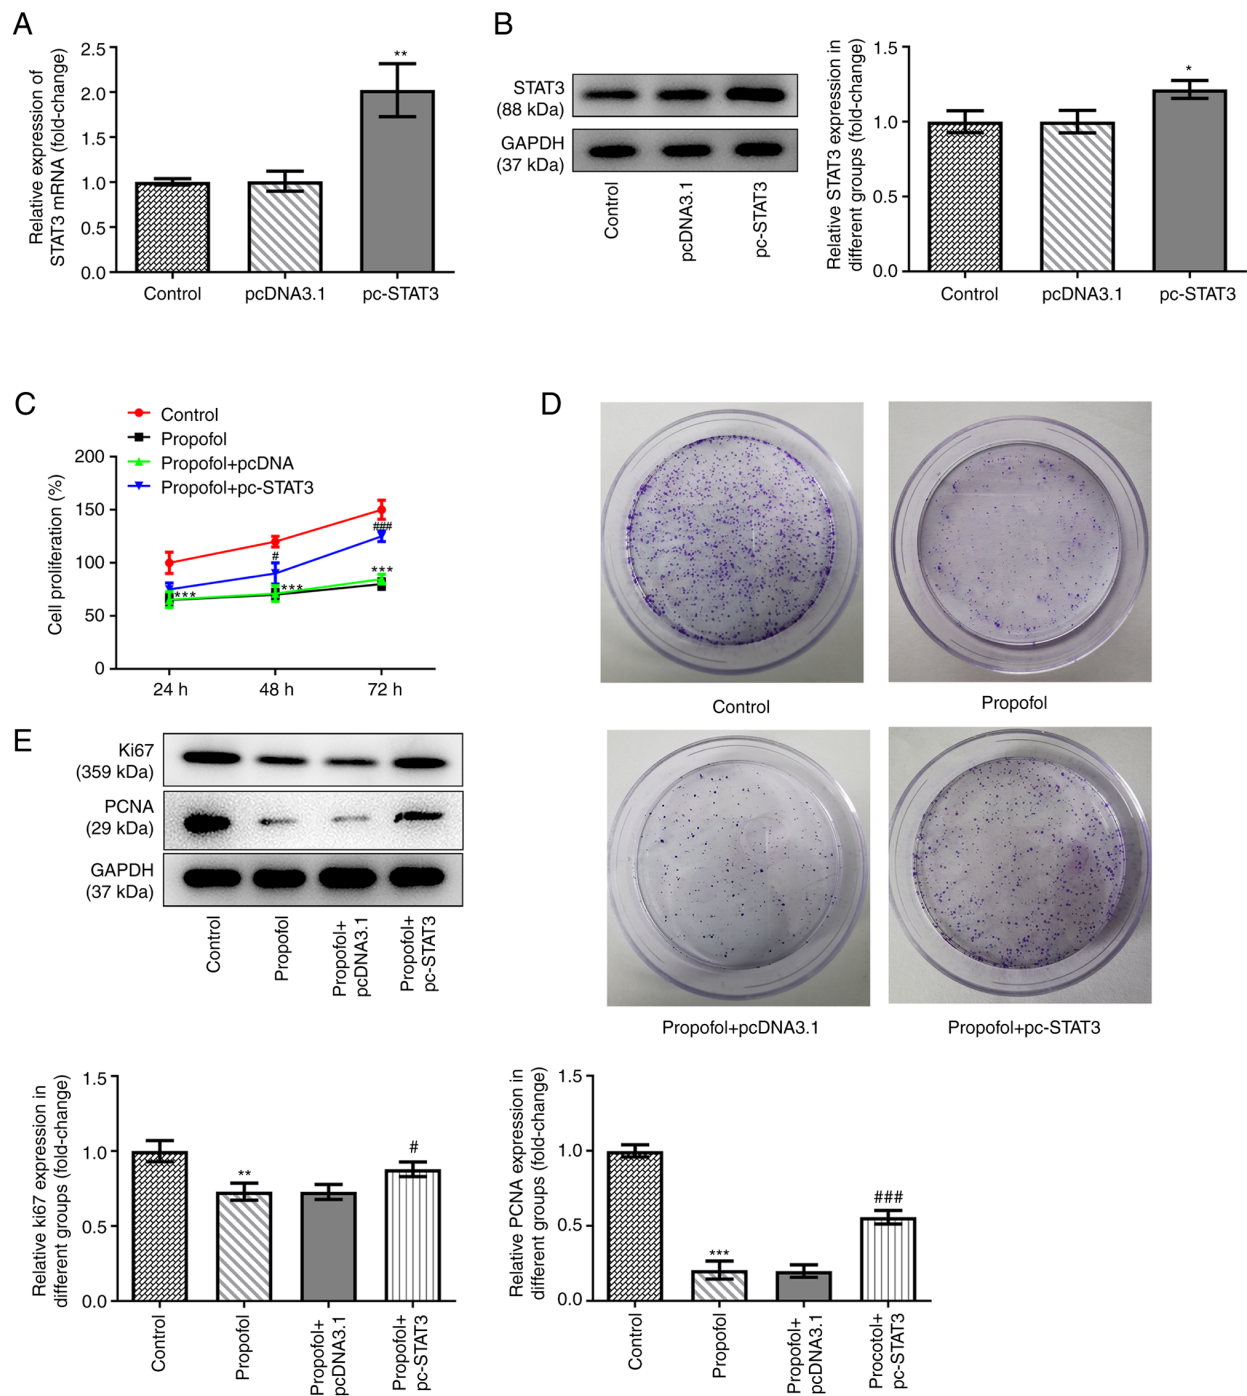 A
Relative expression of
STAT3 mRNA (fold-change)
2.5
2.0
1.5
1.0
0.5
0.0
**
Control
pcDNA3.1
pc-STAT3
B
STAT3
(88 kDa)
GAPDH
(37 kDa)
Control
pcDNA3.1
pc-STAT3
Relative STAT3 expression in
different groups (fold-change)
1.5
1.0
0.5
0.0
*
Control
pcDNA3.1
pc-STAT3
C
Control
Propofol
Propofol+pcDNA
Propofol+pc-STAT3
Cell proliferation (%)
200
150
100
50
0
***
#
***
###
***
24 h
48 h
72 h
D
Control
Propofol
Propofol+pcDNA3.1
Propofol+pc-STAT3
E
Ki67
(359 kDa)
PCNA
(29 kDa)
GAPDH
(37 kDa)
Control
Propofol
Propofol+
pcDNA3.1
Propofol+
pc-STAT3
Relative ki67 expression in
different groups (fold-change)
1.5
1.0
0.5
0.0
**
#
Control
Propofol
Propofol+
pcDNA3.1
Propofol+
pc-STAT3
Relative PCNA expression in
different groups (fold-change)
1.5
1.0
0.5
0.0
***
###
Control
Propofol
Propofol+
pcDNA3.1
Procotol+
pc-STAT3